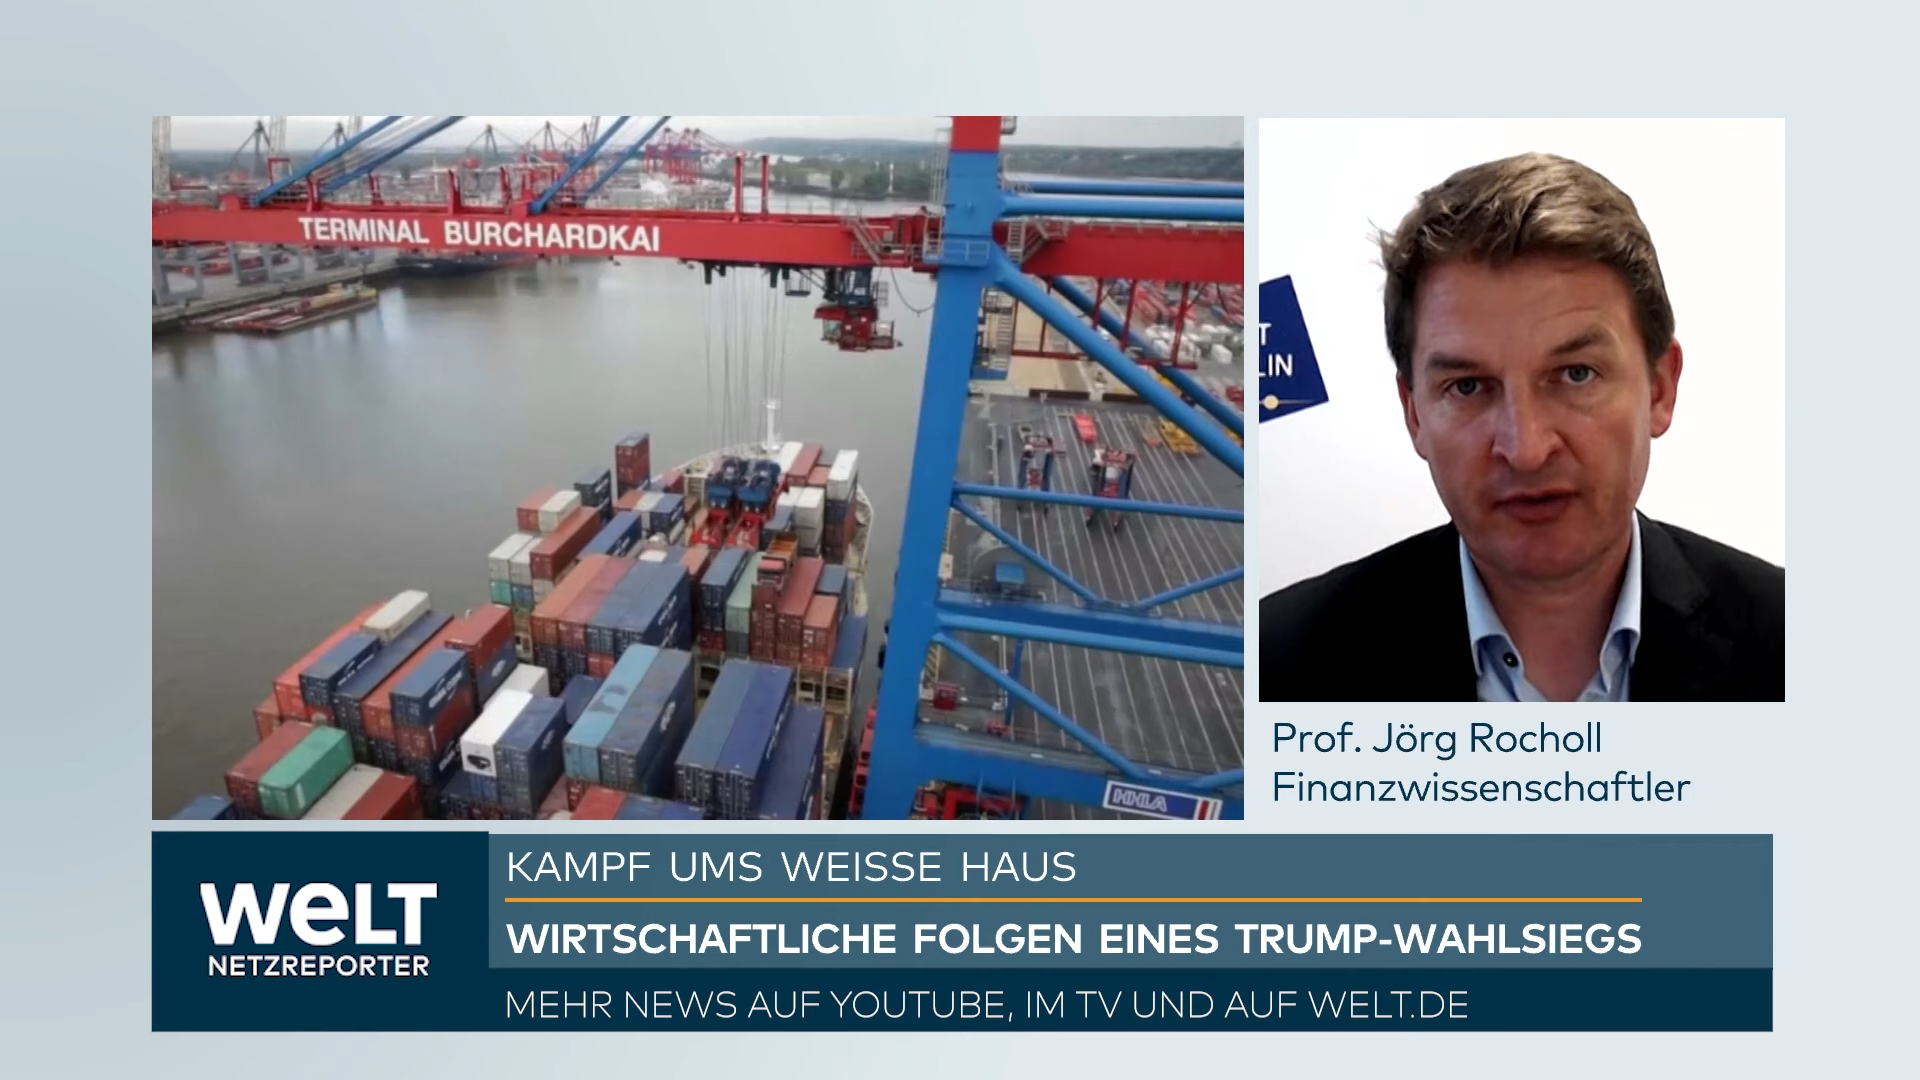 TERMINAL BURCHARDKAI
HHLA
T
LIN
Prof. Jörg Rocholl
Finanzwissenschaftler
WELT
NETZREPORTER
KAMPF UMS WEISSE HAUS
WIRTSCHAFTLICHE FOLGEN EINES TRUMP-WAHLSIEGS
MEHR NEWS AUF YOUTUBE, IM TV UND AUF WELT.DE